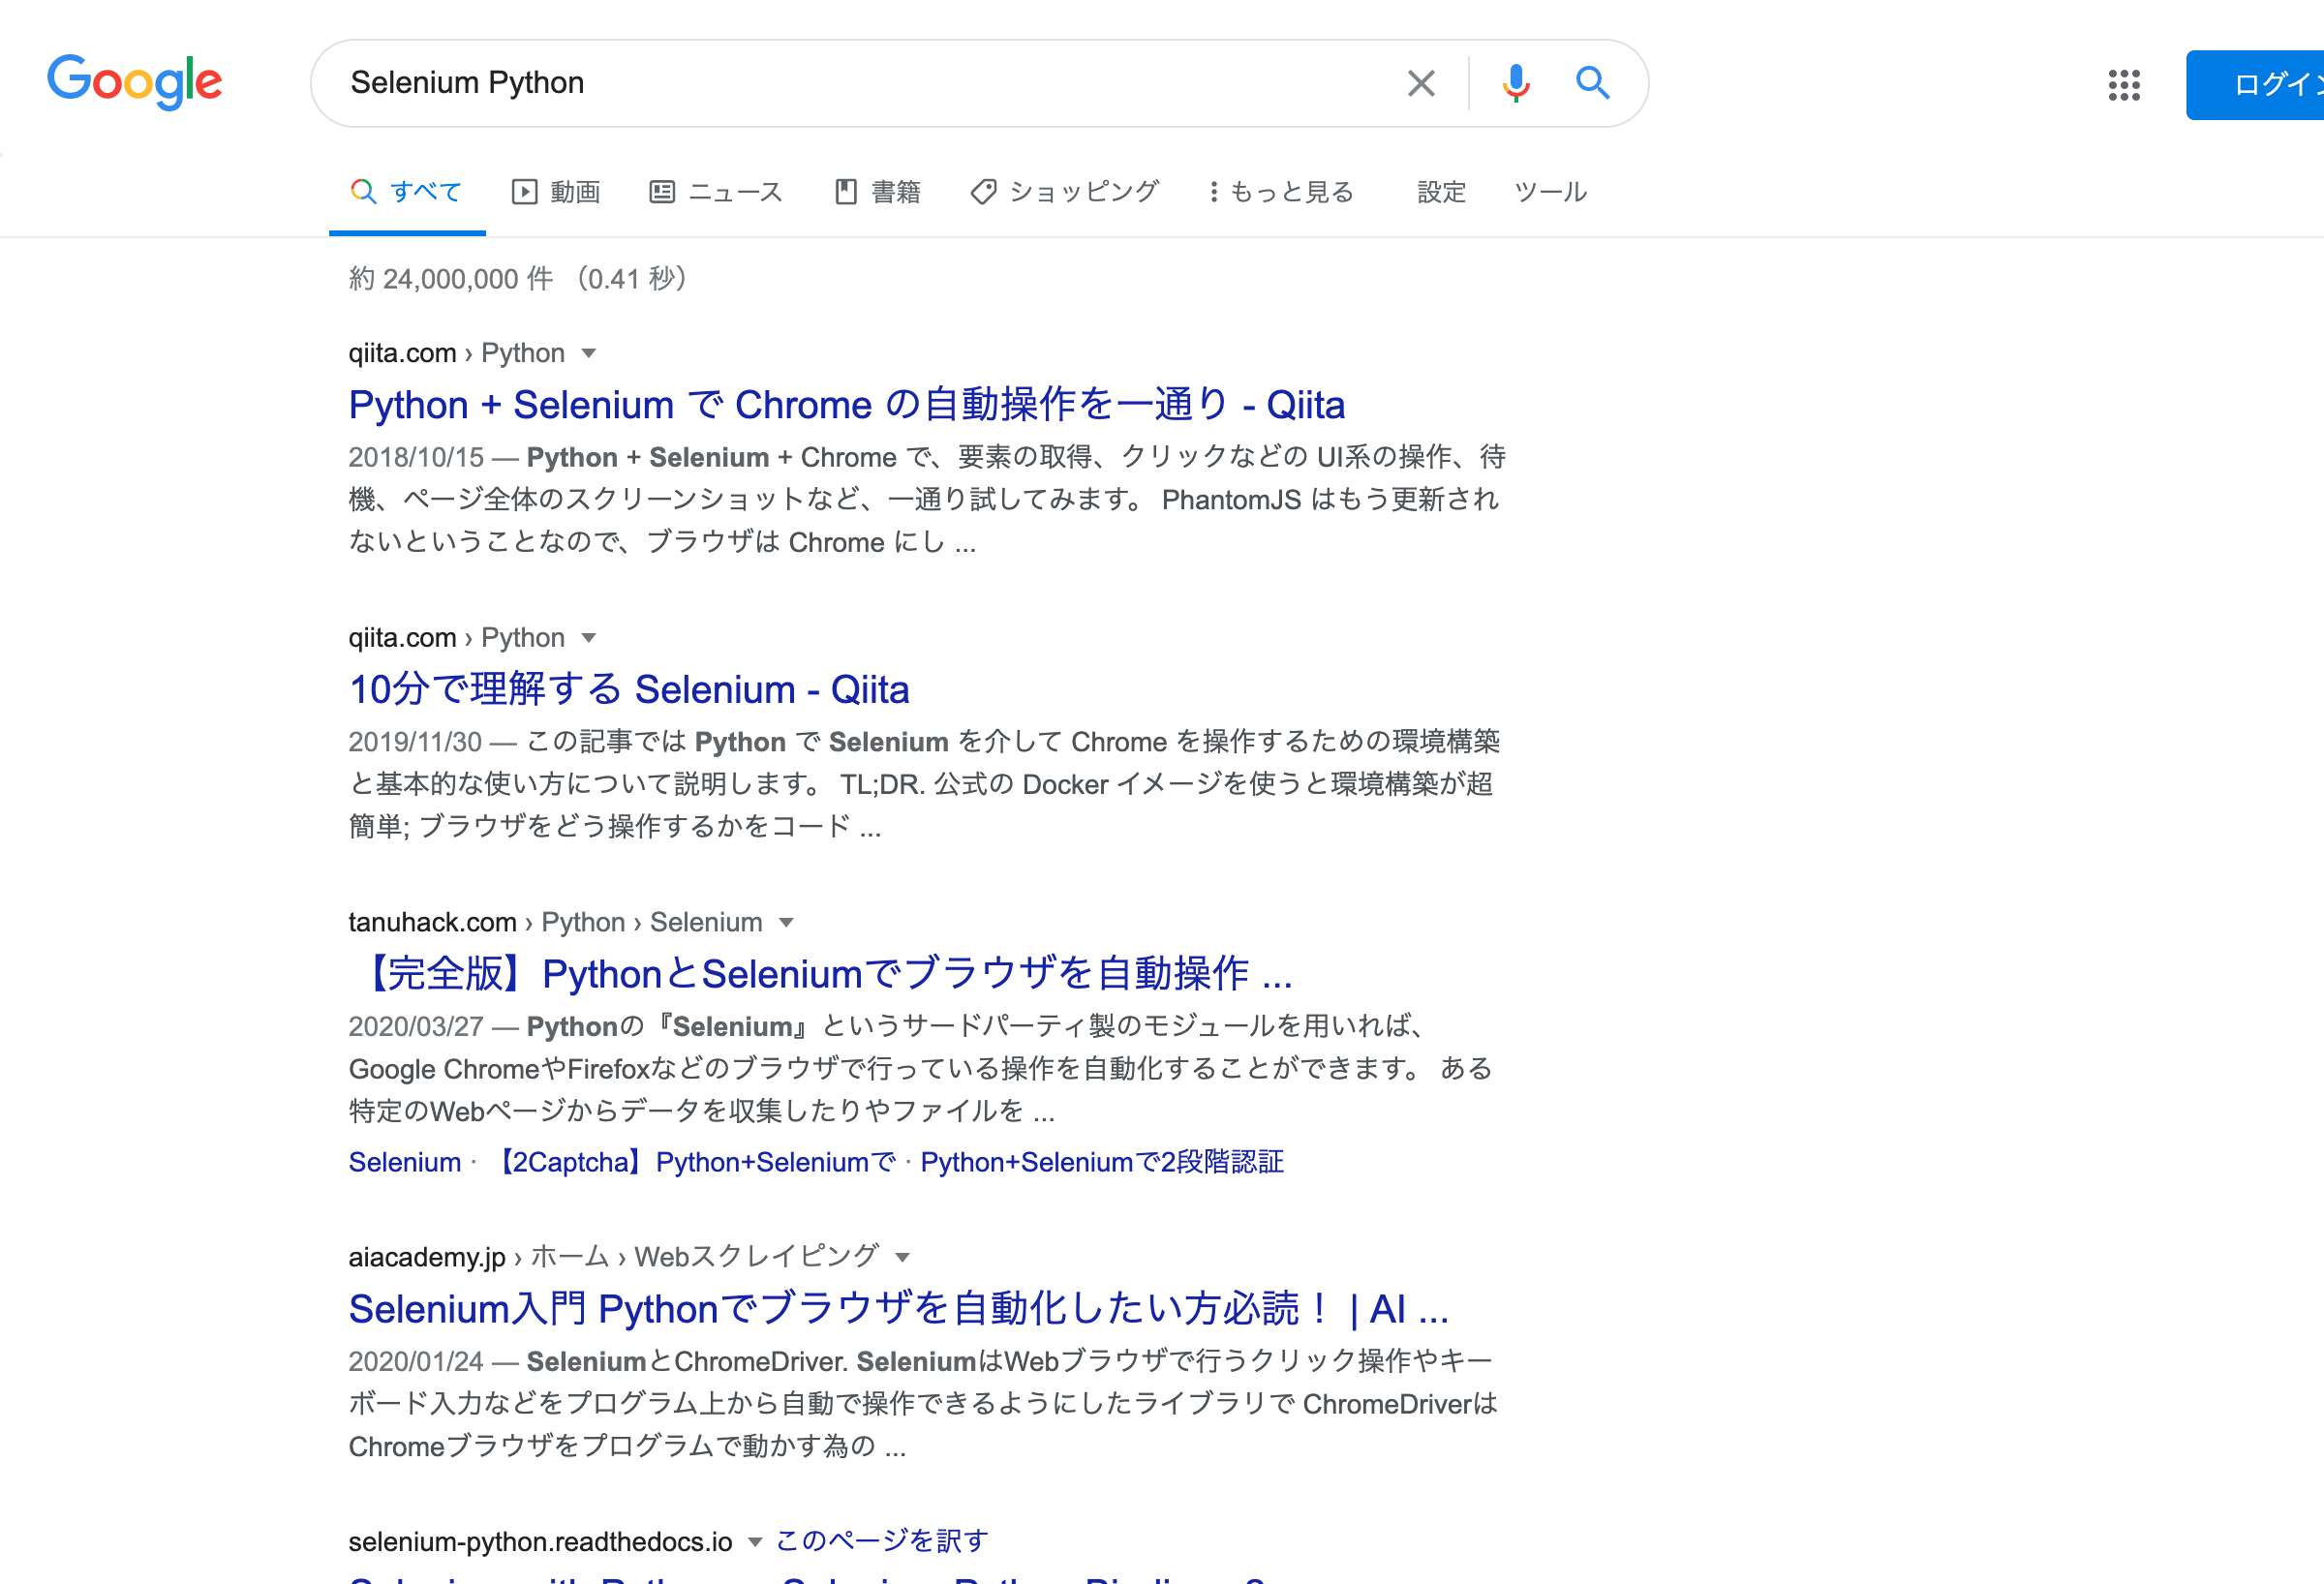 Google
Selenium Python
ログイン
すべて 動画 ニュース 書籍 ショッピング もっと見る 設定 ツール
約 24,000,000 件 （0.41 秒）
qiita.com › Python
Python + Selenium で Chrome の自動操作を一通り - Qiita
2018/10/15 — Python + Selenium + Chrome で、要素の取得、クリックなどの UI系の操作、待
機、ページ全体のスクリーンショットなど、一通り試してみます。 PhantomJS はもう更新され
ないということなので、ブラウザは Chrome にし ...
qiita.com › Python
10分で理解する Selenium - Qiita
2019/11/30 — この記事では Python で Selenium を介して Chrome を操作するための環境構築
と基本的な使い方について説明します。 TL;DR. 公式の Docker イメージを使うと環境構築が超
簡単; ブラウザをどう操作するかをコード ...
tanuhack.com › Python › Selenium
【完全版】PythonとSeleniumでブラウザを自動操作 ...
2020/03/27 — Pythonの『Selenium』というサードパーティ製のモジュールを用いれば、
Google ChromeやFirefoxなどのブラウザで行っている操作を自動化することができます。 ある
特定のWebページからデータを収集したりやファイルを ...
Selenium · 【2Captcha】Python+Seleniumで · Python+Seleniumで2段階認証
aiacademy.jp › ホーム › Webスクレイピング
Selenium入門 Pythonでブラウザを自動化したい方必読！ | AI ...
2020/01/24 — SeleniumとChromeDriver. SeleniumはWebブラウザで行うクリック操作やキー
ボード入力などをプログラム上から自動で操作できるようにしたライブラリで ChromeDriverは
Chromeブラウザをプログラムで動かす為の ...
selenium-python.readthedocs.io このページを訳す